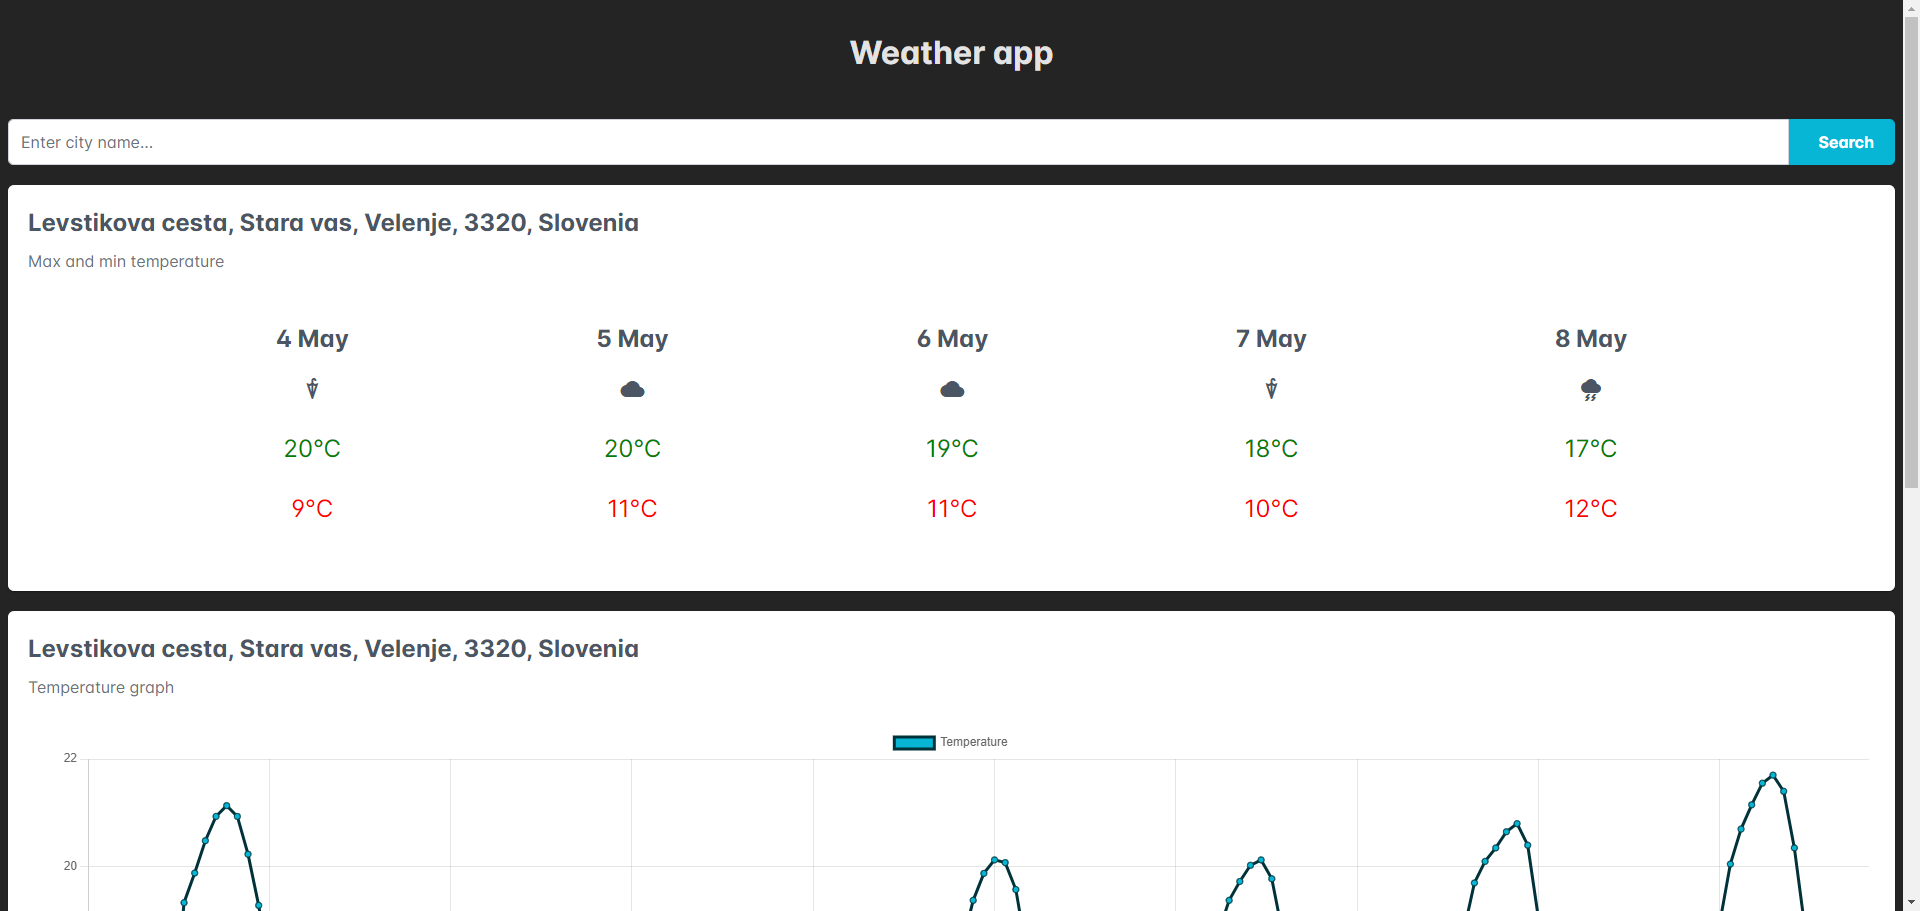 Weather app
Enter city name...
Search
Levstikova cesta, Stara vas, Velenje, 3320, Slovenia
Max and min temperature
4 May 5 May 6 May 7 May 8 May
20°C 20°C 19°C 18°C 17°C
9°C 11°C 11°C 10°C 12°C
Levstikova cesta, Stara vas, Velenje, 3320, Slovenia
Temperature graph
Temperature
22
20